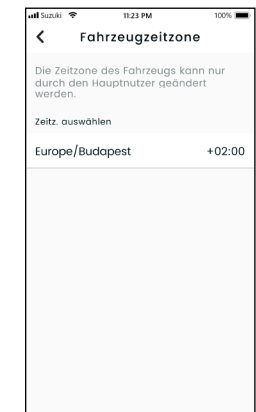 Suzuki 11:23 PM 100%
Fahrzeugzeitzone
Die Zeitzone des Fahrzeugs kann nur
durch den Hauptnutzer geändert
werden.
Zeitz. auswählen
Europe/Budapest +02:00